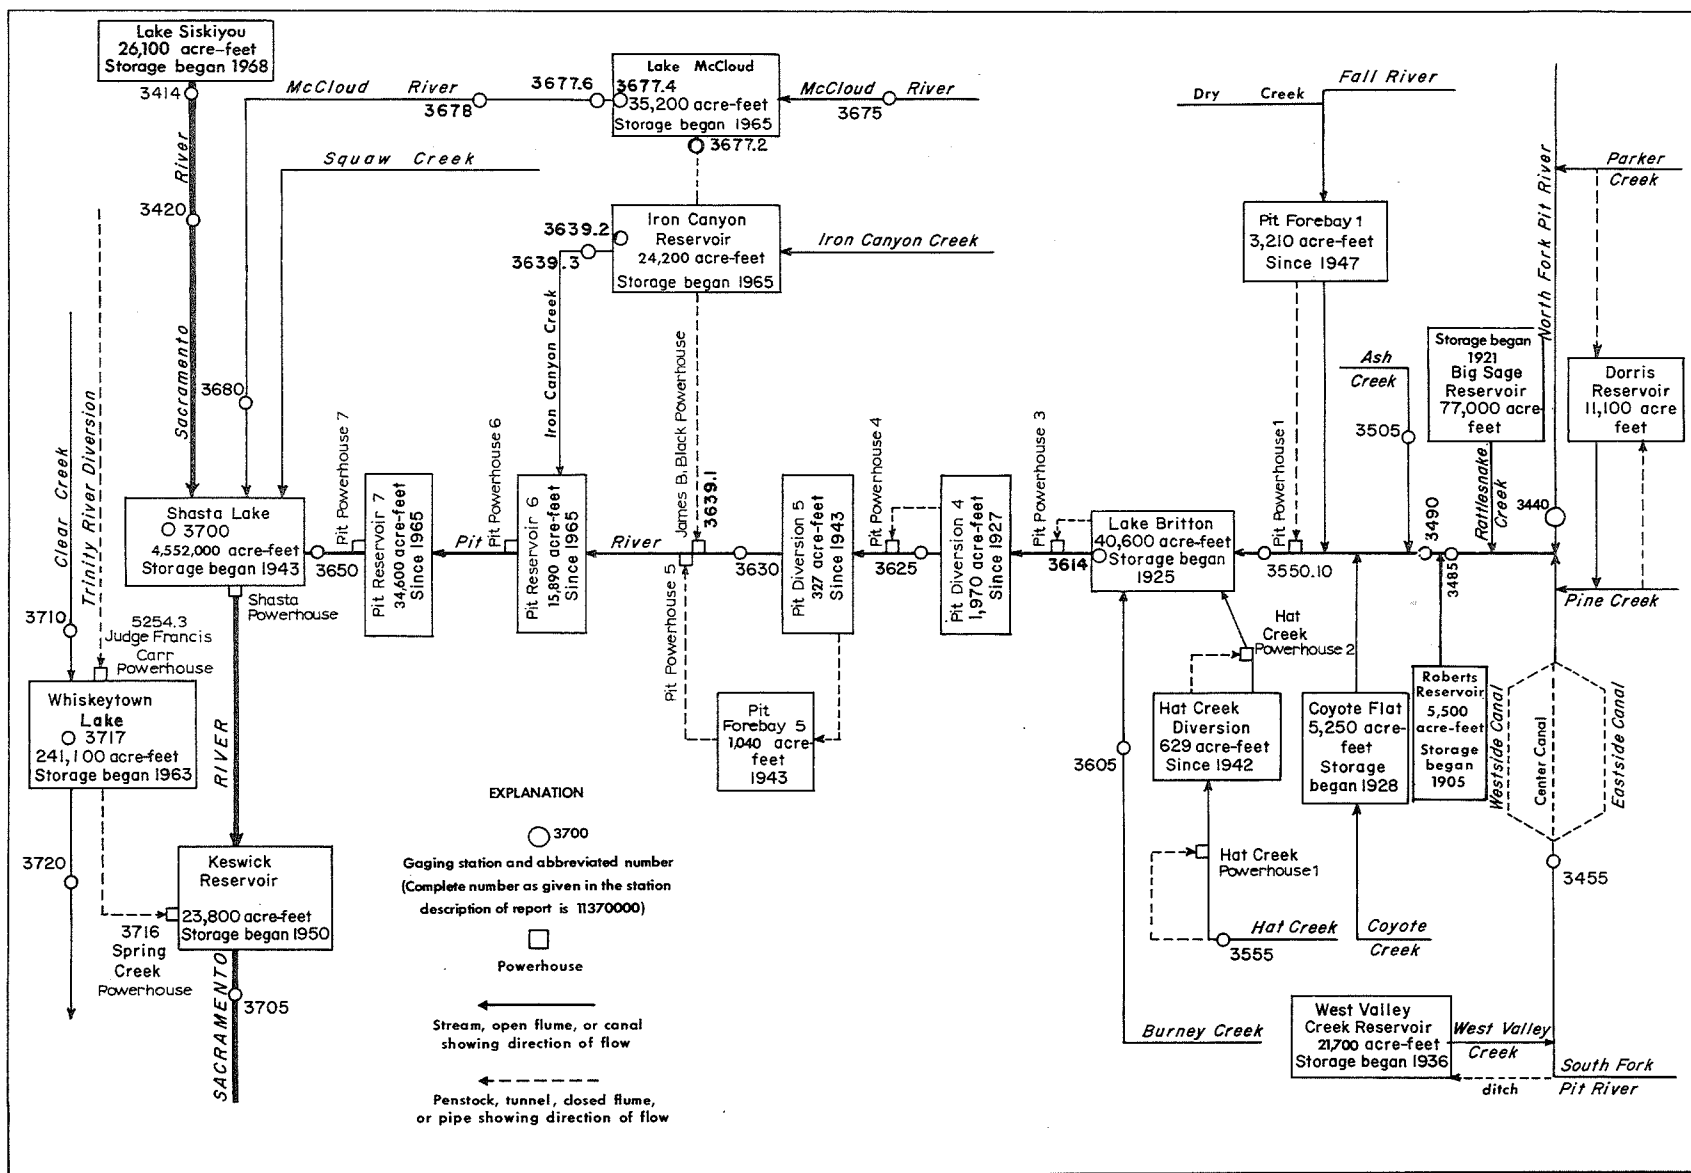 Lake Siskiyou
26,100 acre-feet
Storage began 1968
3414
River
3420
Sacramento
McCloud River
3678
3677.6
3677.4
Lake McCloud
35,200 acre-feet
Storage began 1965
McCloud River
3675
3677.2
Squaw Creek
Iron Canyon
Reservoir
24,200 acre-feet
Storage began 1965
3639.2
3639.3
Iron Canyon Creek
Iron Canyon Creek
Dry Creek
Fall River
Pit Forebay 1
3,210 acre-feet
Since 1947
North Fork Pit River
Parker
Creek
Storage began
1921
Big Sage
Reservoir
77,000 acre-
feet
Dorris
Reservoir
11,100 acre
feet
Ash
Creek
3505
Rattlesnake
Creek
3440
Pine Creek
3490
3485
Pit Powerhouse 1
3550.10
Lake Britton
40,600 acre-feet
Storage began
1925
3614
Pit Powerhouse 3
Pit Diversion 4
1,970 acre-feet
Since 1927
Pit Powerhouse 4
3625
Pit Diversion 5
327 acre-feet
Since 1943
3630
James B. Black Powerhouse
3639.1
River
Pit Powerhouse 5
Pit
Forebay 5
1,040 acre-
feet
1943
Pit Reservoir 6
15,890 acre-feet
Since 1965
Pit Powerhouse 6
Pit
Pit Reservoir 7
34,600 acre-feet
Since 1965
Pit Powerhouse 7
3650
3680
Shasta Lake
3700
4,552,000 acre-feet
Storage began 1943
Shasta
Powerhouse
RIVER
Clear Creek
Trinity River Diversion
3710
5254.3
Judge Francis
Carr
Powerhouse
Whiskeytown
Lake
3717
241,100 acre-feet
Storage began 1963
3720
3716
Spring
Creek
Powerhouse
Keswick
Reservoir
23,800 acre-feet
Storage began 1950
SACRAMENTO
3705
EXPLANATION
3700
Gaging station and abbreviated number
(Complete number as given in the station
description of report is 11370000)
Powerhouse
Stream, open flume, or canal
showing direction of flow
Penstock, tunnel, closed flume,
or pipe showing direction of flow
3605
Burney Creek
Hat
Creek
Powerhouse 2
Hat Creek
Diversion
629 acre-feet
Since 1942
Hat Creek
Powerhouse 1
Hat Creek
3555
Coyote Flat
5,250 acre-
feet
Storage
began 1928
Coyote
Creek
Roberts
Reservoir
5,500
acre-feet
Storage
began
1905
Westside Canal
Center Canal
Eastside Canal
3455
West Valley
Creek Reservoir
21,700 acre-feet
Storage began 1936
West Valley
Creek
ditch
South Fork
Pit River